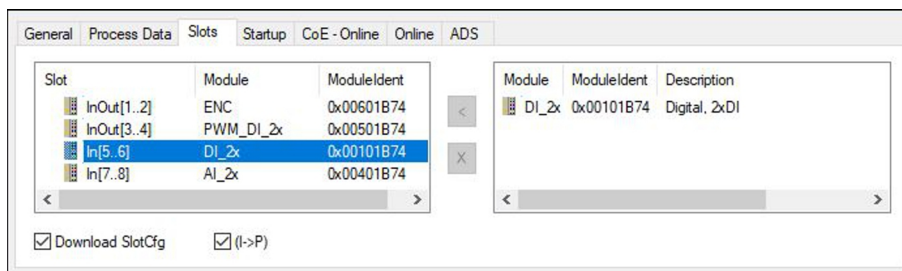 General Process Data Slots Startup CoE - Online Online ADS
Slot Module ModuleIdent
InOut[1..2] ENC 0x00601B74
InOut[3..4] PWM_DI_2x 0x00501B74
In[5..6] DI_2x 0x00101B74
In[7..8] AI_2x 0x00401B74
<
X
Module ModuleIdent Description
DI_2x 0x00101B74 Digital, 2xDI
Download SlotCfg (I->P)